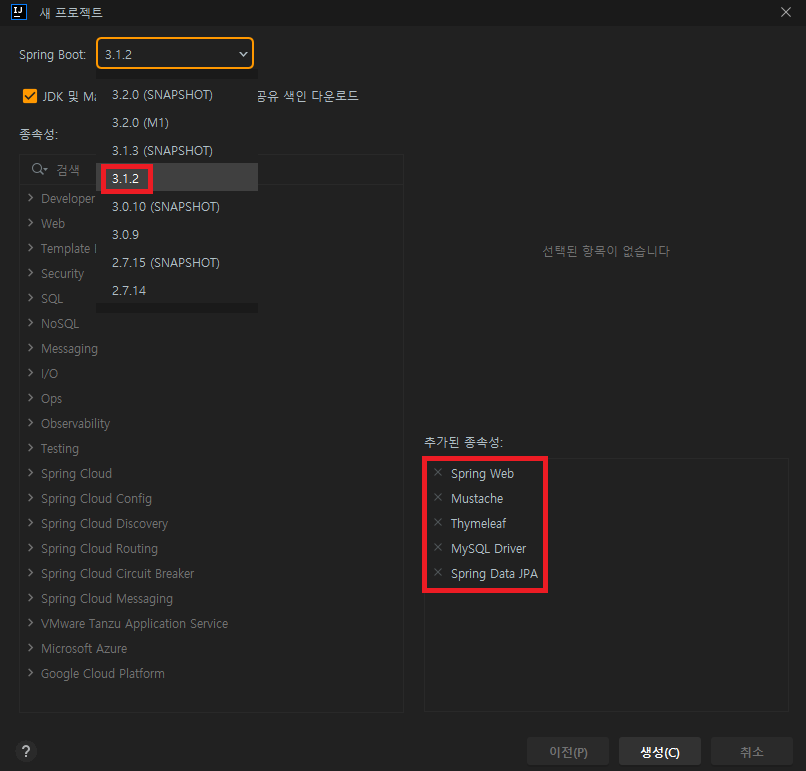 IJ
새 프로젝트
Spring Boot:
3.1.2
JDK 및 Ma
공유 색인 다운로드
3.2.0 (SNAPSHOT)
3.2.0 (M1)
3.1.3 (SNAPSHOT)
3.1.2
3.0.10 (SNAPSHOT)
3.0.9
2.7.15 (SNAPSHOT)
2.7.14
종속성:
검색
Developer
Web
Template
Security
SQL
NoSQL
Messaging
I/O
Ops
Observability
Testing
Spring Cloud
Spring Cloud Config
Spring Cloud Discovery
Spring Cloud Routing
Spring Cloud Circuit Breaker
Spring Cloud Messaging
VMware Tanzu Application Service
Microsoft Azure
Google Cloud Platform
선택된 항목이 없습니다
추가된 종속성:
Spring Web
Mustache
Thymeleaf
MySQL Driver
Spring Data JPA
?
이전(P)
생성(C)
취소